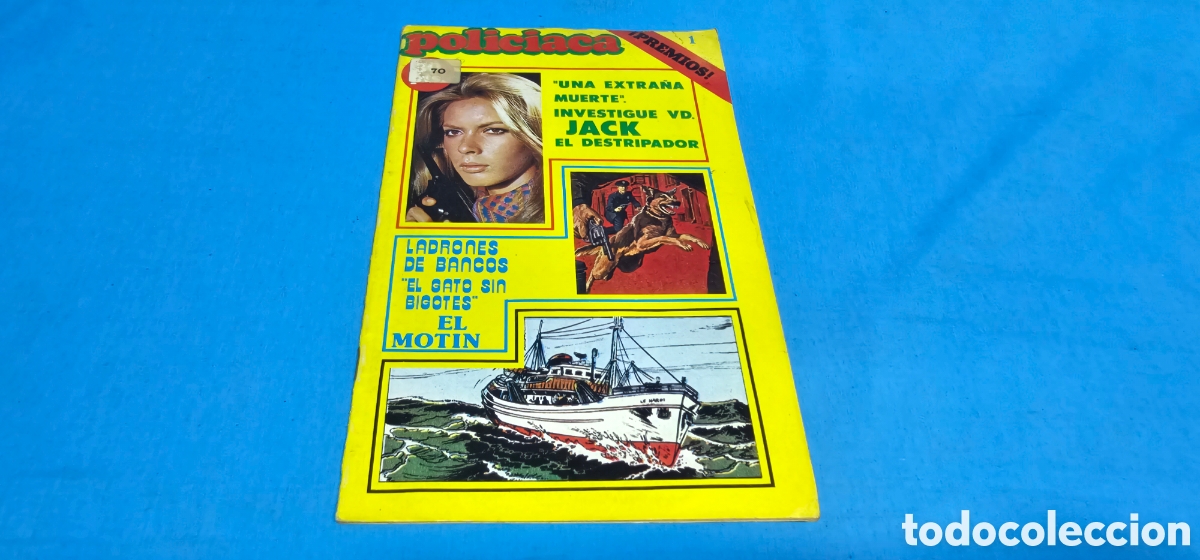 policiaca
1
¡PREMIOS!
70
"UNA EXTRAÑA
MUERTE".
INVESTIGUE VD.
JACK
EL DESTRIPADOR
LADRONES
DE BANCOS
"EL GATO SIN
BIGOTES"
EL
MOTIN
todocoleccion